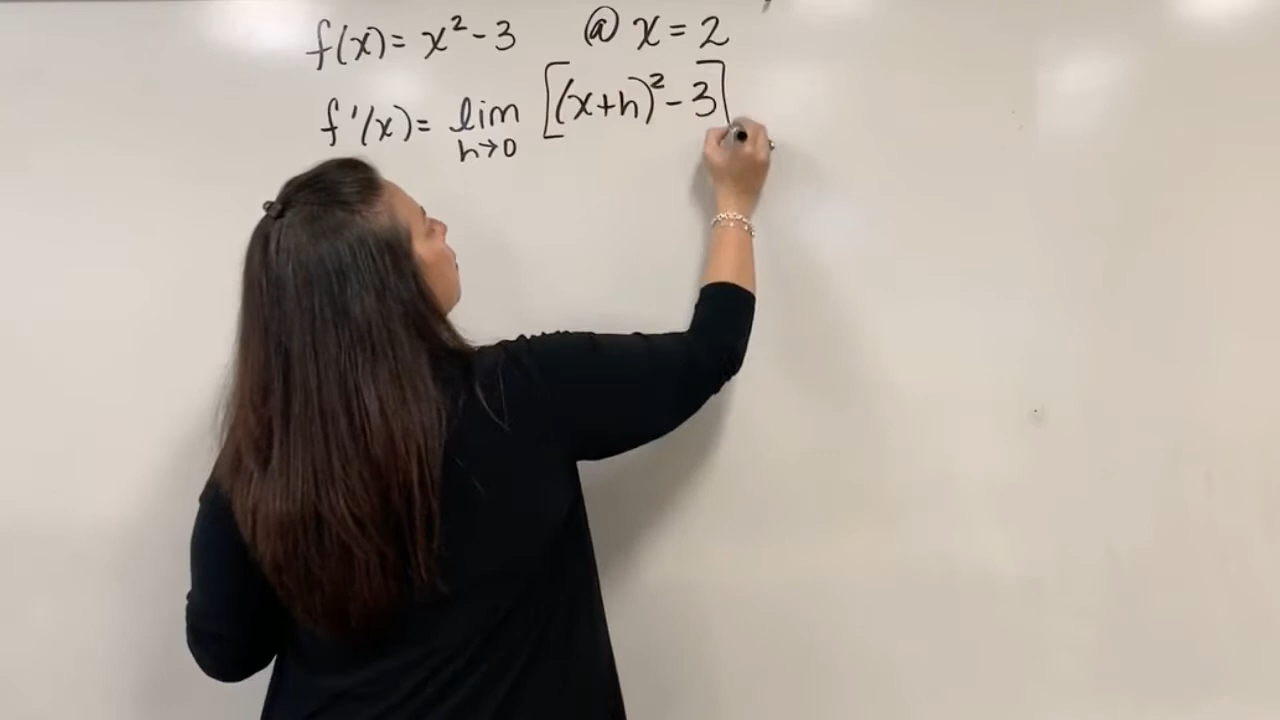 f(x) = x² - 3 @ x = 2
f'(x) = lim h→0 [(x+h)² - 3]